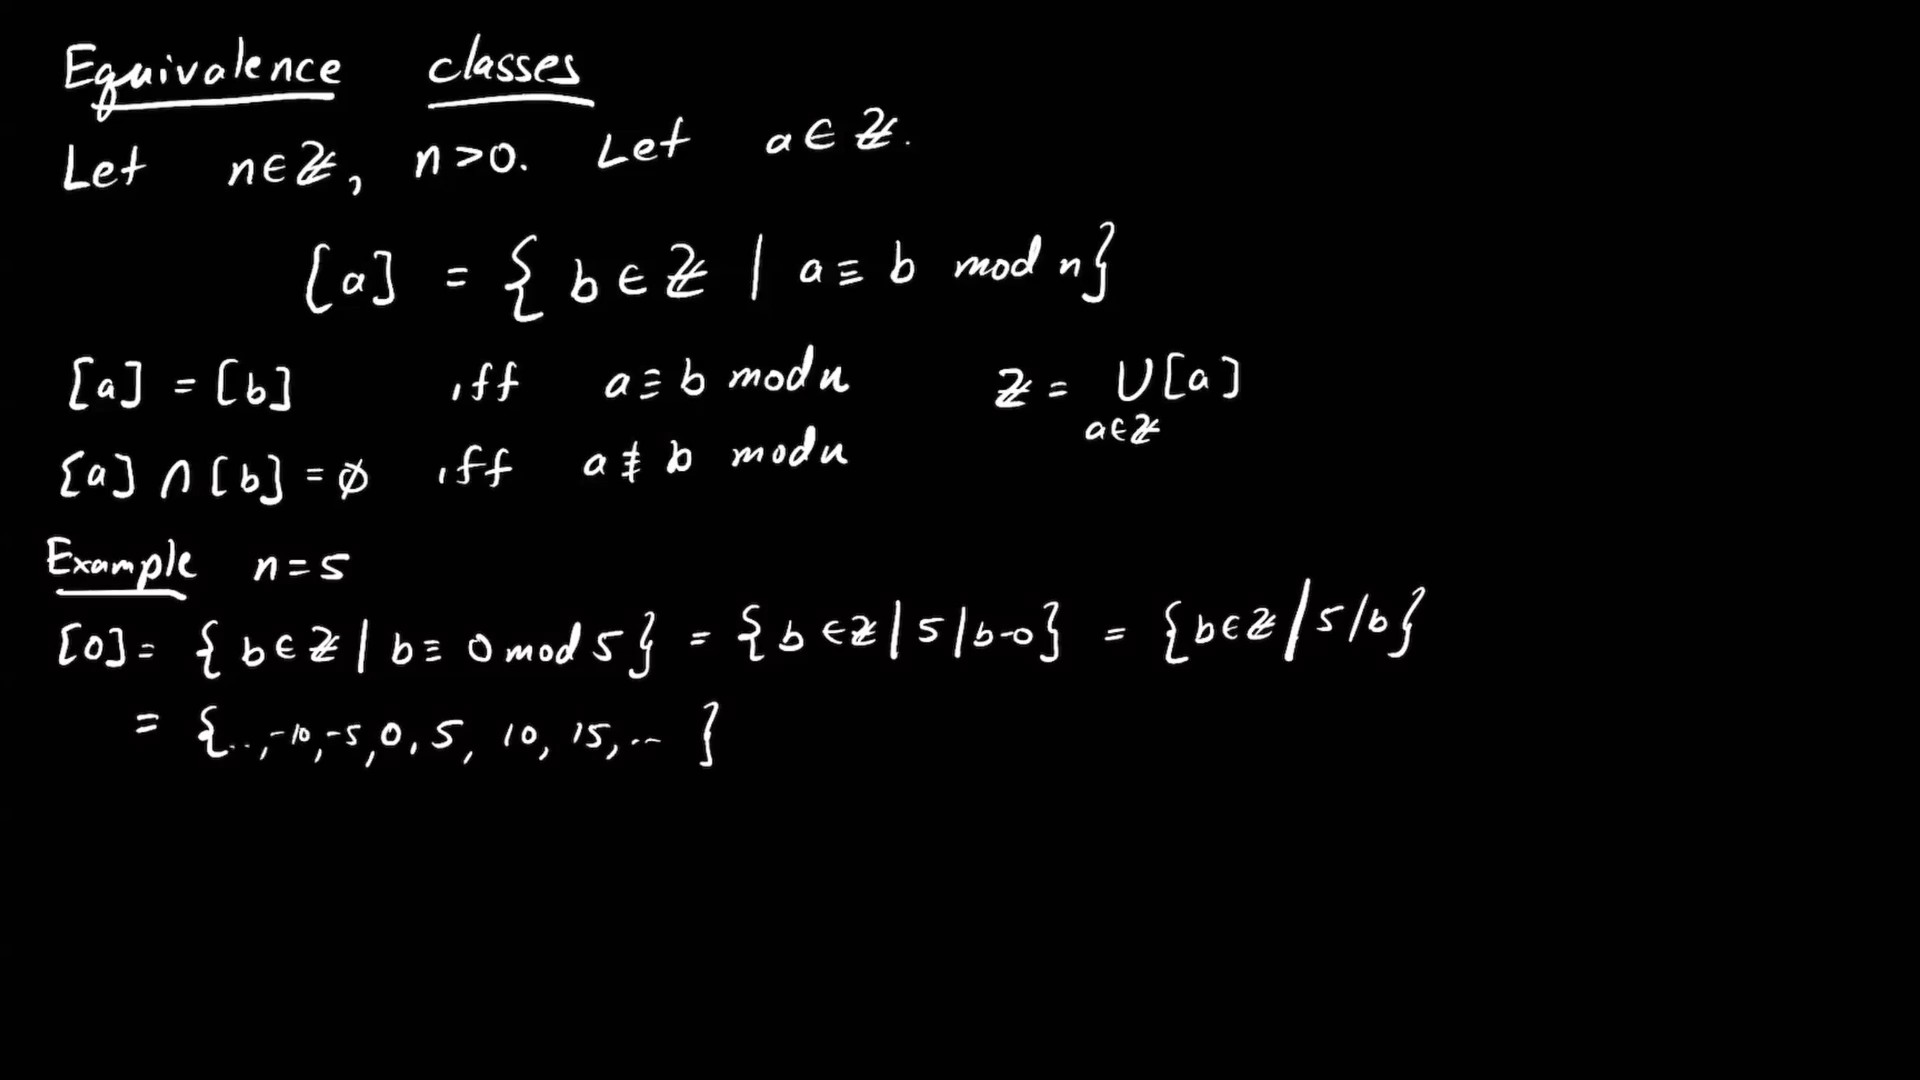 Equivalence classes
Let n∈ℤ, n>0. Let a∈ℤ.
[a] = { b∈ℤ | a≡b mod n}
[a] = [b] iff a≡b mod n ℤ = ∪[a]
a∈ℤ
[a] ∩ [b] = ∅ iff a≢b mod n
Example n=5
[0] = { b∈ℤ | b≡0 mod 5} = {b∈ℤ | 5|b-0} = {b∈ℤ | 5|b}
= {..,-10,-5,0,5, 10, 15,... }